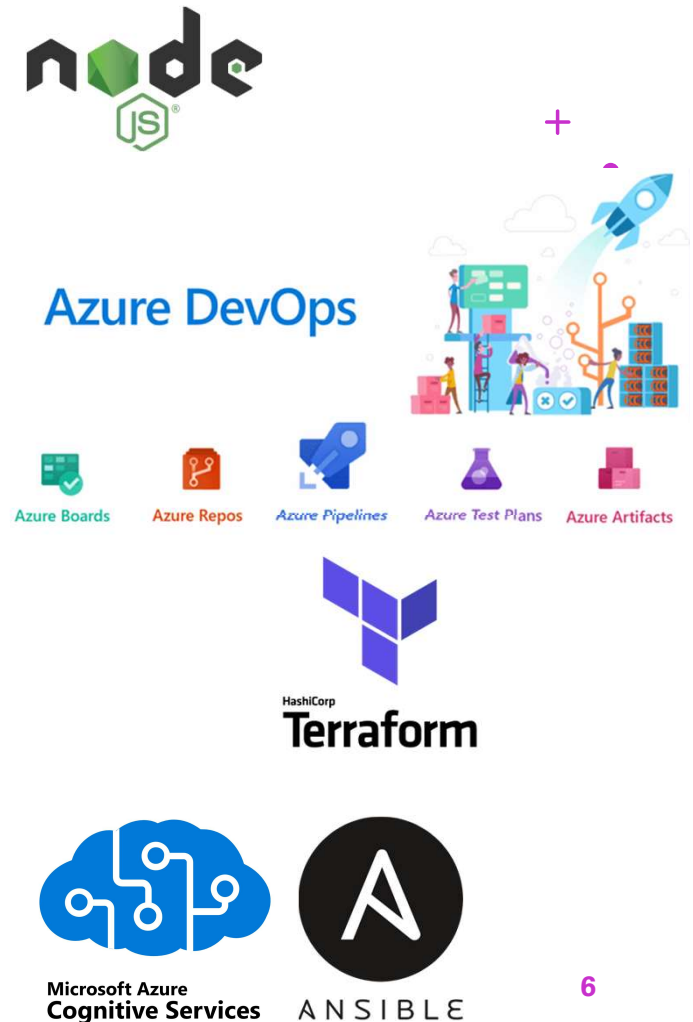 node
JS®
+
Azure DevOps
Azure Boards
Azure Repos
Azure Pipelines
Azure Test Plans
Azure Artifacts
HashiCorp
Terraform
Microsoft Azure
Cognitive Services
ANSIBLE
6